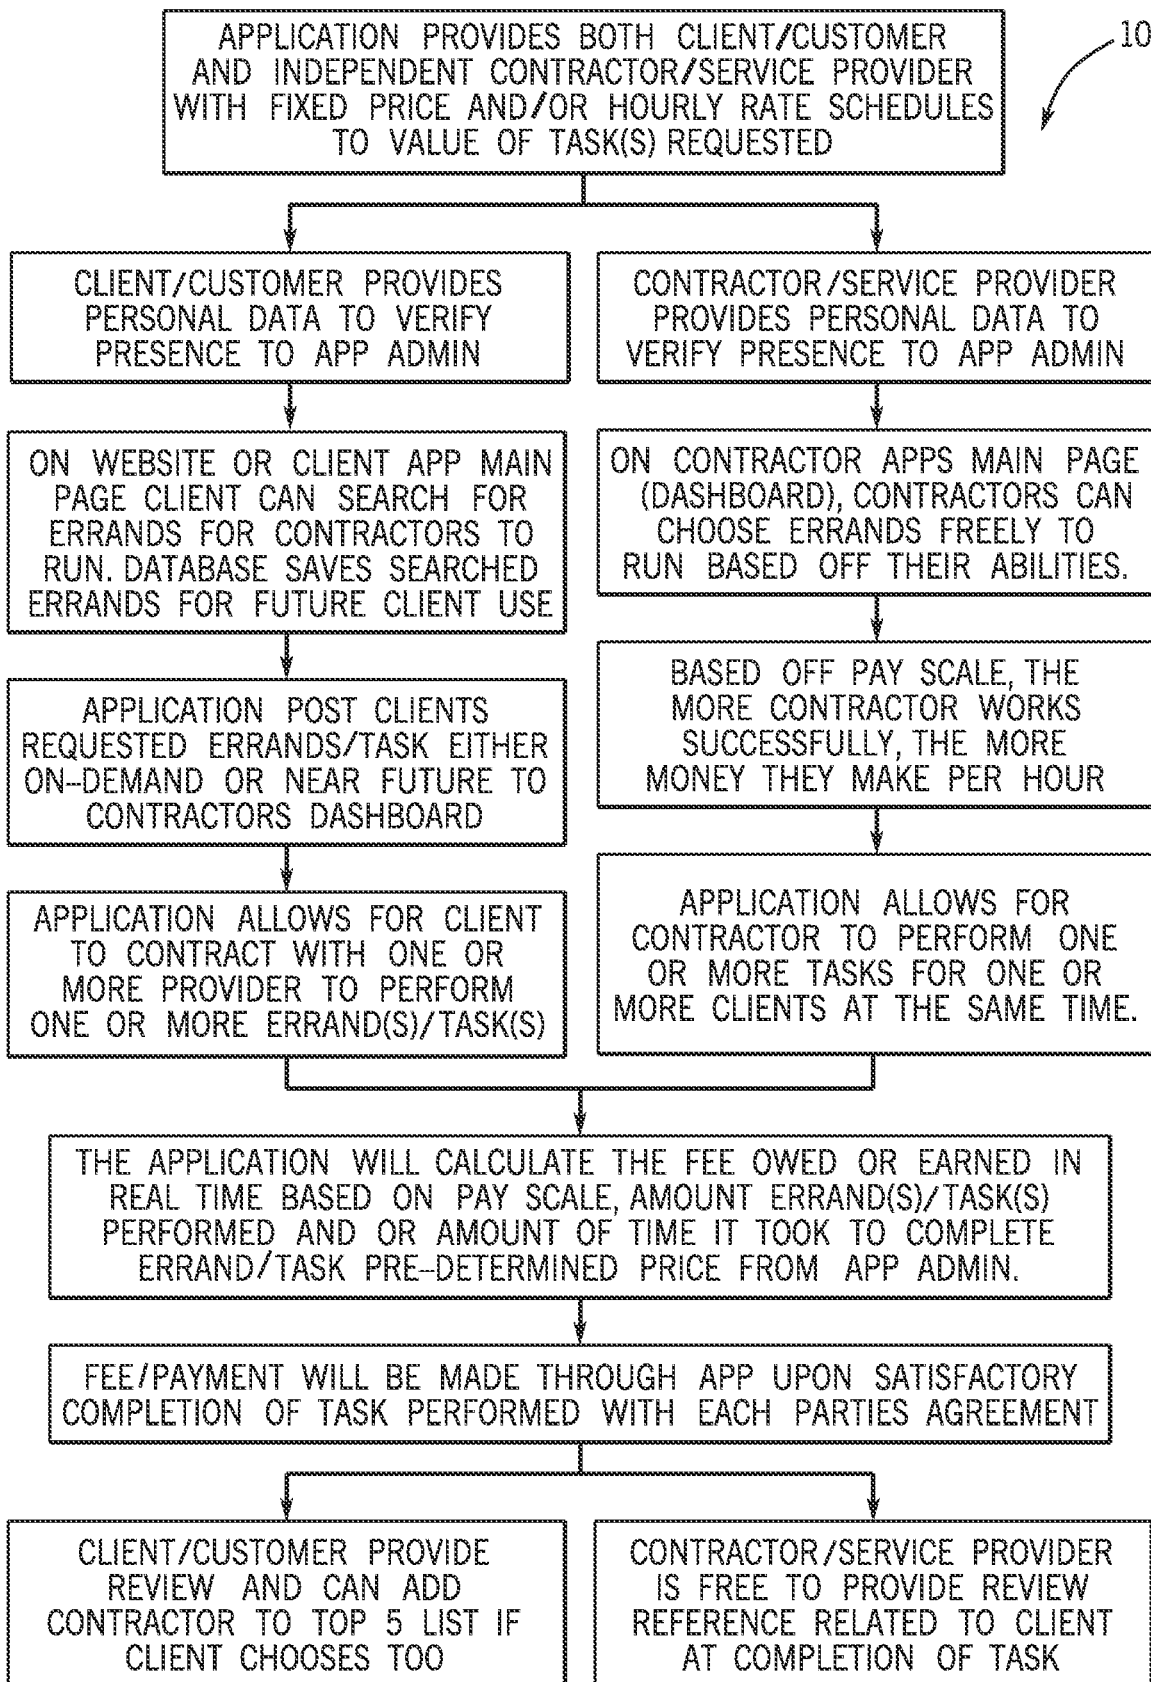 APPLICATION PROVIDES BOTH CLIENT/CUSTOMER
AND INDEPENDENT CONTRACTOR/SERVICE PROVIDER
WITH FIXED PRICE AND/OR HOURLY RATE SCHEDULES
TO VALUE OF TASK(S) REQUESTED
10
CLIENT/CUSTOMER PROVIDES
PERSONAL DATA TO VERIFY
PRESENCE TO APP ADMIN
CONTRACTOR/SERVICE PROVIDER
PROVIDES PERSONAL DATA TO
VERIFY PRESENCE TO APP ADMIN
ON WEBSITE OR CLIENT APP MAIN
PAGE CLIENT CAN SEARCH FOR
ERRANDS FOR CONTRACTORS TO
RUN. DATABASE SAVES SEARCHED
ERRANDS FOR FUTURE CLIENT USE
ON CONTRACTOR APPS MAIN PAGE
(DASHBOARD), CONTRACTORS CAN
CHOOSE ERRANDS FREELY TO
RUN BASED OFF THEIR ABILITIES.
APPLICATION POST CLIENTS
REQUESTED ERRANDS/TASK EITHER
ON-DEMAND OR NEAR FUTURE TO
CONTRACTORS DASHBOARD
BASED OFF PAY SCALE, THE
MORE CONTRACTOR WORKS
SUCCESSFULLY, THE MORE
MONEY THEY MAKE PER HOUR
APPLICATION ALLOWS FOR CLIENT
TO CONTRACT WITH ONE OR
MORE PROVIDER TO PERFORM
ONE OR MORE ERRAND(S)/TASK(S)
APPLICATION ALLOWS FOR
CONTRACTOR TO PERFORM ONE
OR MORE TASKS FOR ONE OR
MORE CLIENTS AT THE SAME TIME.
THE APPLICATION WILL CALCULATE THE FEE OWED OR EARNED IN
REAL TIME BASED ON PAY SCALE, AMOUNT ERRAND(S)/TASK(S)
PERFORMED AND OR AMOUNT OF TIME IT TOOK TO COMPLETE
ERRAND/TASK PRE-DETERMINED PRICE FROM APP ADMIN.
FEE/PAYMENT WILL BE MADE THROUGH APP UPON SATISFACTORY
COMPLETION OF TASK PERFORMED WITH EACH PARTIES AGREEMENT
CLIENT/CUSTOMER PROVIDE
REVIEW AND CAN ADD
CONTRACTOR TO TOP 5 LIST IF
CLIENT CHOOSES TOO
CONTRACTOR/SERVICE PROVIDER
IS FREE TO PROVIDE REVIEW
REFERENCE RELATED TO CLIENT
AT COMPLETION OF TASK